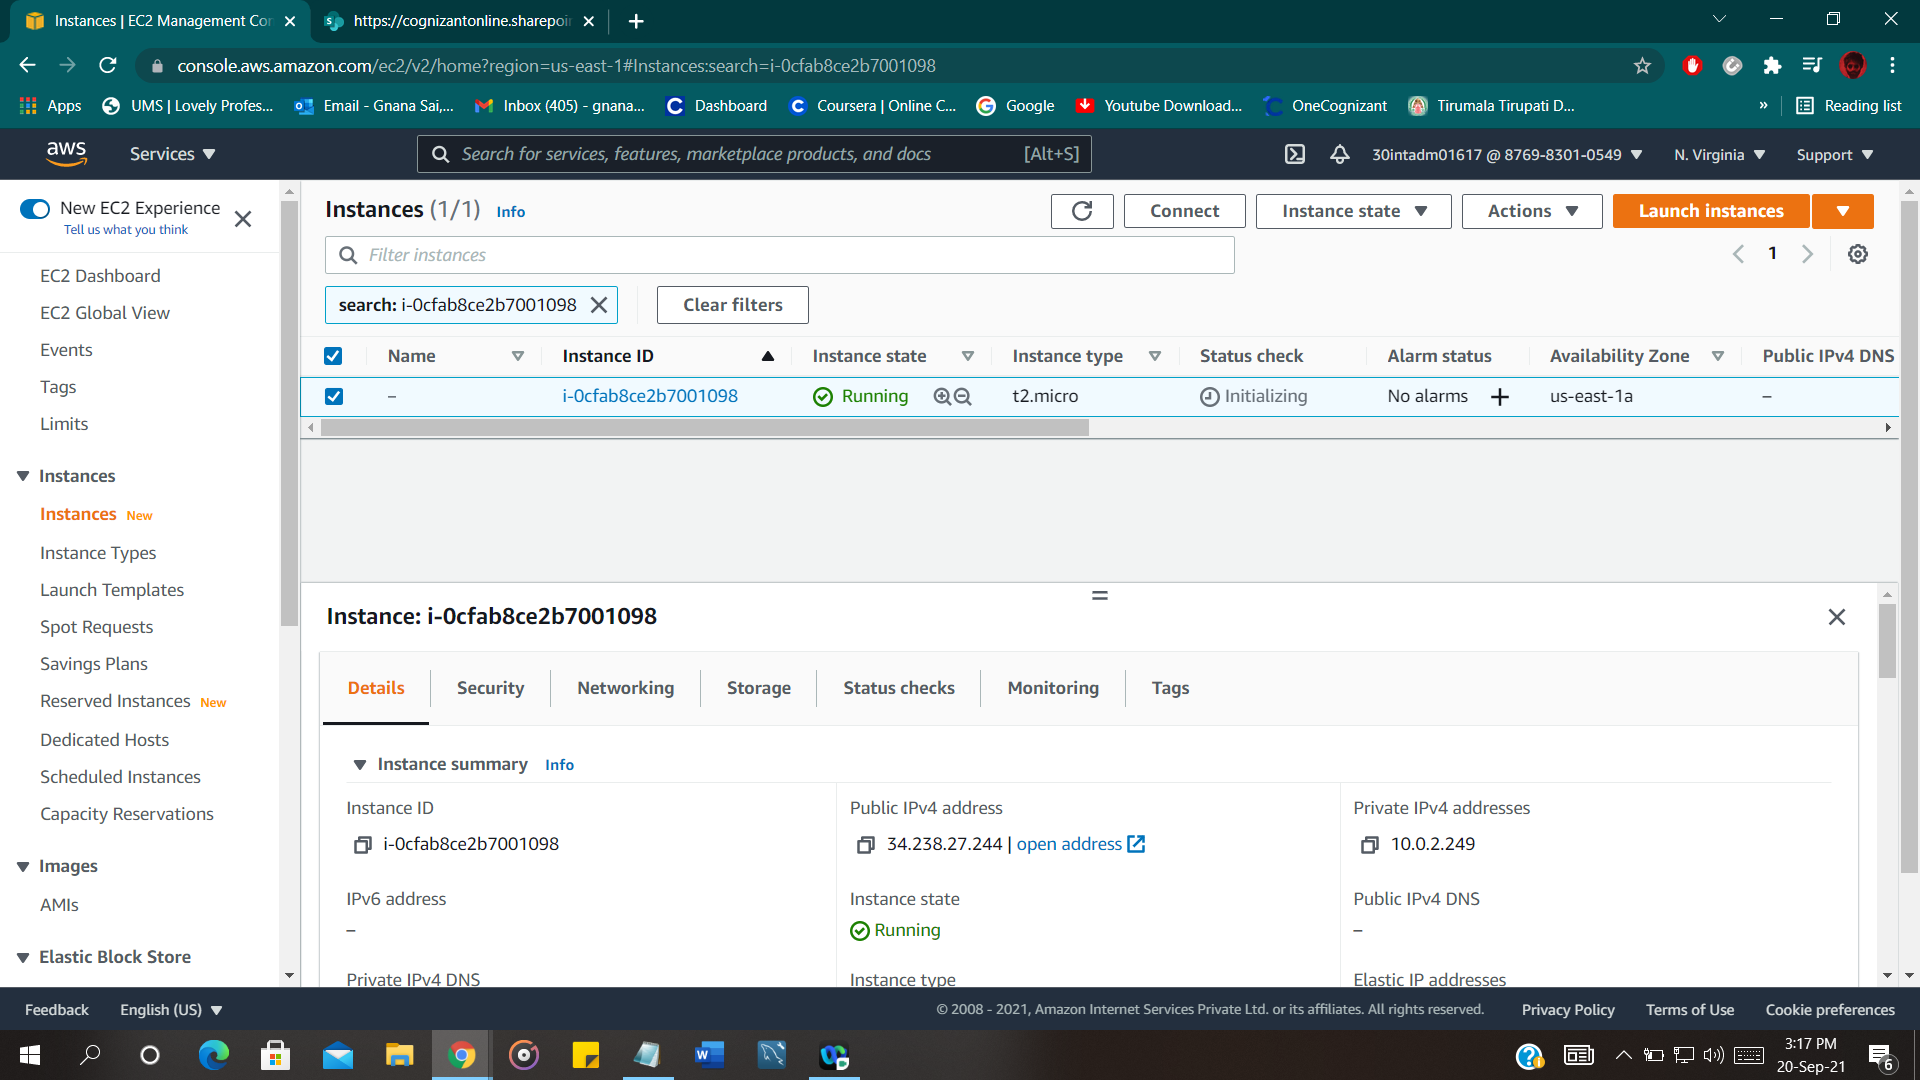 Instances | EC2 Management Con
https://cognizantonline.sharepoin
console.aws.amazon.com/ec2/v2/home?region=us-east-1#Instances:search=i-0cfab8ce2b7001098
Apps
UMS | Lovely Profes...
Email - Gnana Sai,...
Inbox (405) - gnana...
Dashboard
Coursera | Online C...
Google
Youtube Download...
OneCognizant
Tirumala Tirupati D...
»
Reading list
aws
Services
Search for services, features, marketplace products, and docs
[Alt+S]
30intadm01617 @ 8769-8301-0549
N. Virginia
Support
New EC2 Experience
Tell us what you think
EC2 Dashboard
EC2 Global View
Events
Tags
Limits
Instances
Instances New
Instance Types
Launch Templates
Spot Requests
Savings Plans
Reserved Instances New
Dedicated Hosts
Scheduled Instances
Capacity Reservations
Images
AMIs
Elastic Block Store
Instances (1/1) Info
Connect
Instance state
Actions
Launch instances
Filter instances
1
search: i-0cfab8ce2b7001098
Clear filters
Name
Instance ID
Instance state
Instance type
Status check
Alarm status
Availability Zone
Public IPv4 DNS
–
i-0cfab8ce2b7001098
Running
t2.micro
Initializing
No alarms
us-east-1a
–
Instance: i-0cfab8ce2b7001098
Details
Security
Networking
Storage
Status checks
Monitoring
Tags
Instance summary Info
Instance ID
Public IPv4 address
Private IPv4 addresses
i-0cfab8ce2b7001098
34.238.27.244 | open address
10.0.2.249
IPv6 address
Instance state
Public IPv4 DNS
–
Running
–
Private IPv4 DNS
Instance type
Elastic IP addresses
Feedback
English (US)
© 2008 - 2021, Amazon Internet Services Private Ltd. or its affiliates. All rights reserved.
Privacy Policy
Terms of Use
Cookie preferences
3:17 PM
20-Sep-21
6